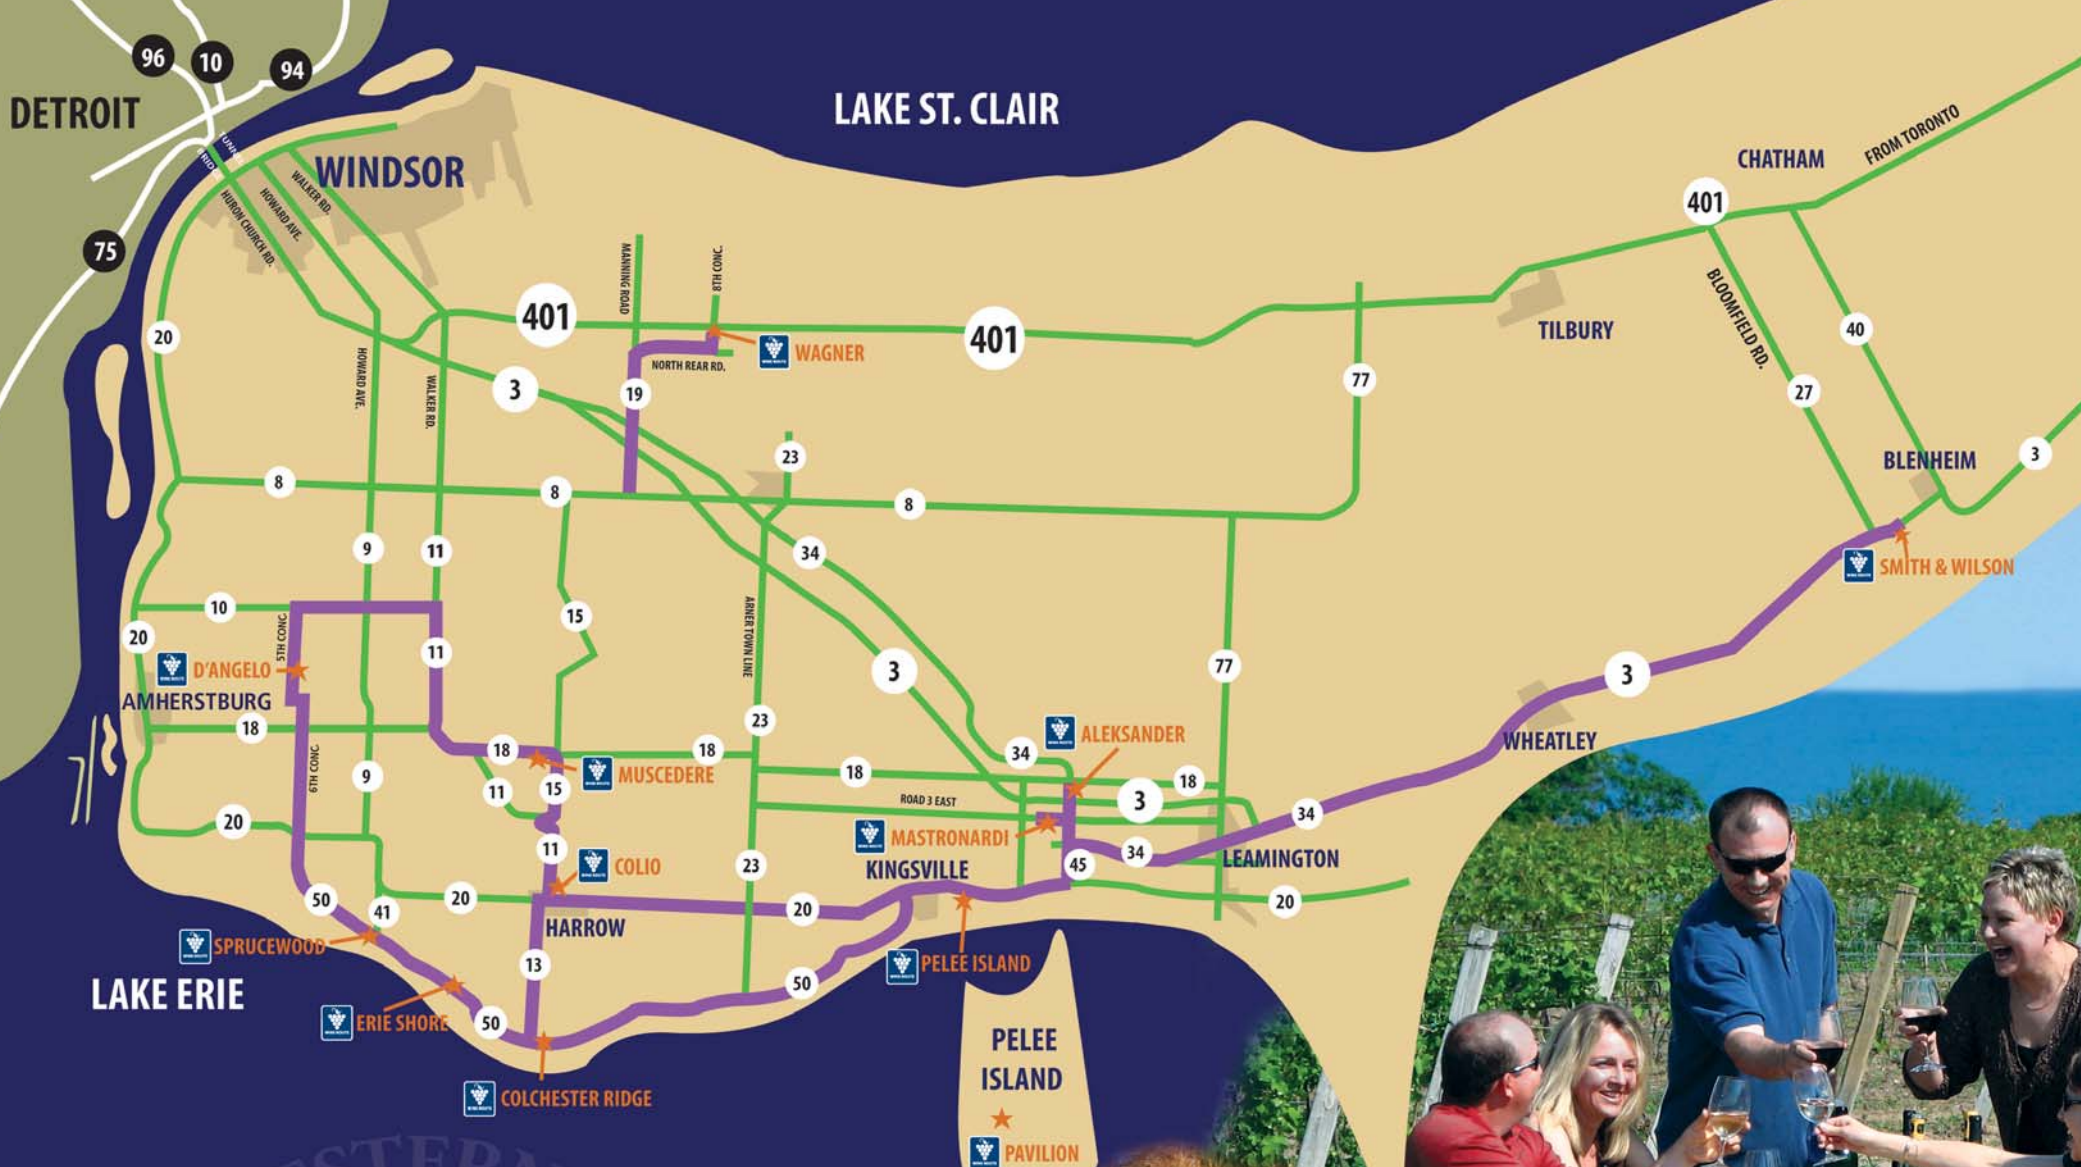 96
10
94
DETROIT
LAKE ST. CLAIR
FROM TORONTO
CHATHAM
TUNNEL
WINDSOR
WALKER RD.
HOWARD AVE.
HURON CHURCH RD.
401
75
MANNING ROAD
8TH CONC.
BLOOMFIELD RD.
401
401
20
40
TILBURY
WAGNER
NORTH REAR RD.
HOWARD AVE.
WALKER RD.
3
19
77
27
23
BLENHEIM
3
8
8
8
9
11
34
SMITH & WILSON
10
15
ARNER TOWN LINE
20
5TH CONC
11
D'ANGELO
3
77
3
AMHERSTBURG
18
23
ALEKSANDER
WHEATLEY
18
18
34
MUSCEDERE
18
18
6TH CONC
9
11
15
ROAD 3 EAST
3
34
20
MASTRONARDI
11
34
LEAMINGTON
COLIO
23
KINGSVILLE
45
50
41
20
20
20
HARROW
SPRUCEWOOD
13
PELEE ISLAND
LAKE ERIE
50
ERIE SHORE
50
PELEE
ISLAND
COLCHESTER RIDGE
PAVILION